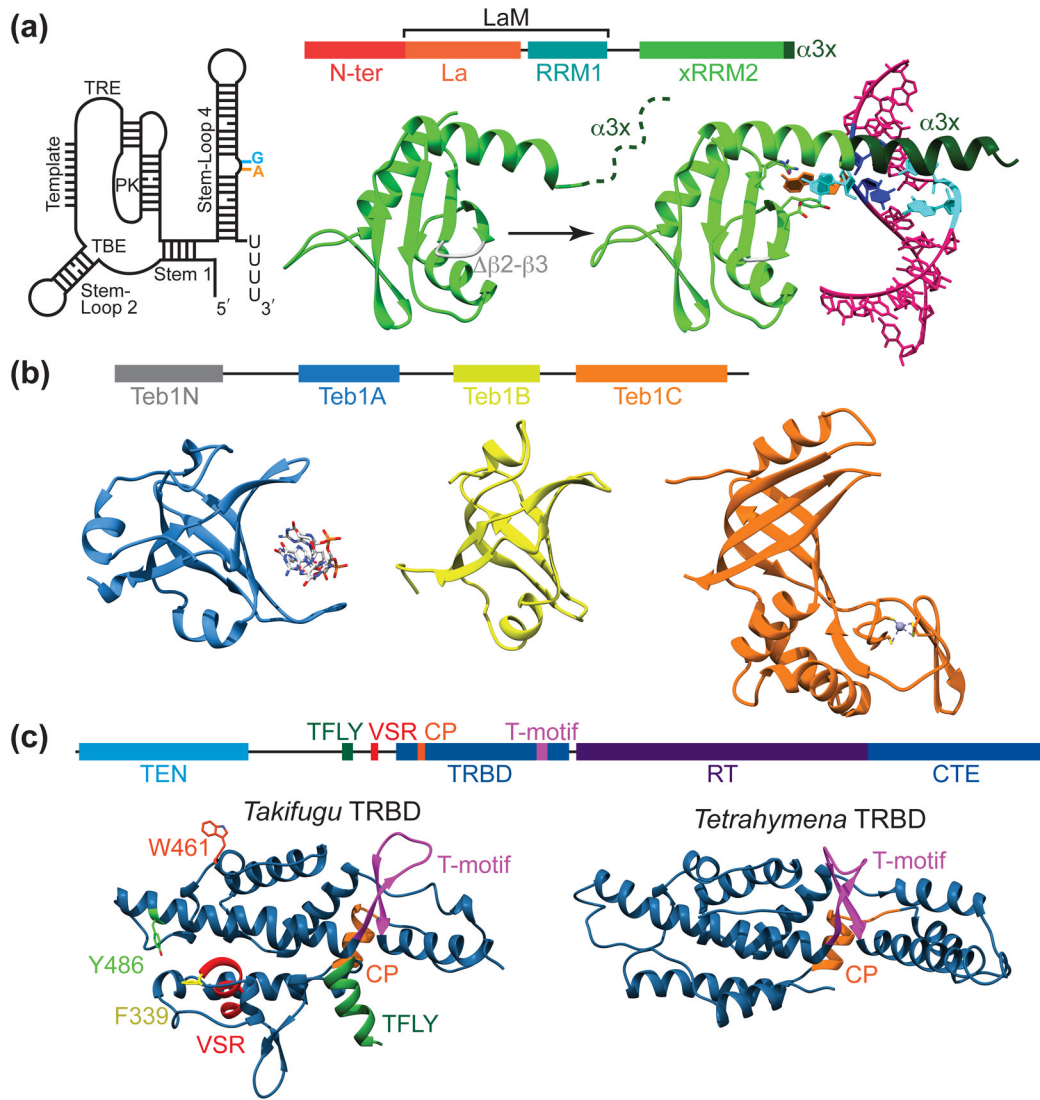 (a)
LaM
N-ter
La
RRM1
xRRM2
α3x
TRE
Template
PK
Stem-Loop 4
G
A
TBE
Stem-
Loop 2
Stem 1
U
U
U
U
5′
3′
α3x
Δβ2-β3
α3x
(b)
Teb1N
Teb1A
Teb1B
Teb1C
(c)
TFLY
VSR
CP
T-motif
TEN
TRBD
RT
CTE
Takifugu TRBD
W461
T-motif
Y486
CP
F339
TFLY
VSR
Tetrahymena TRBD
T-motif
CP